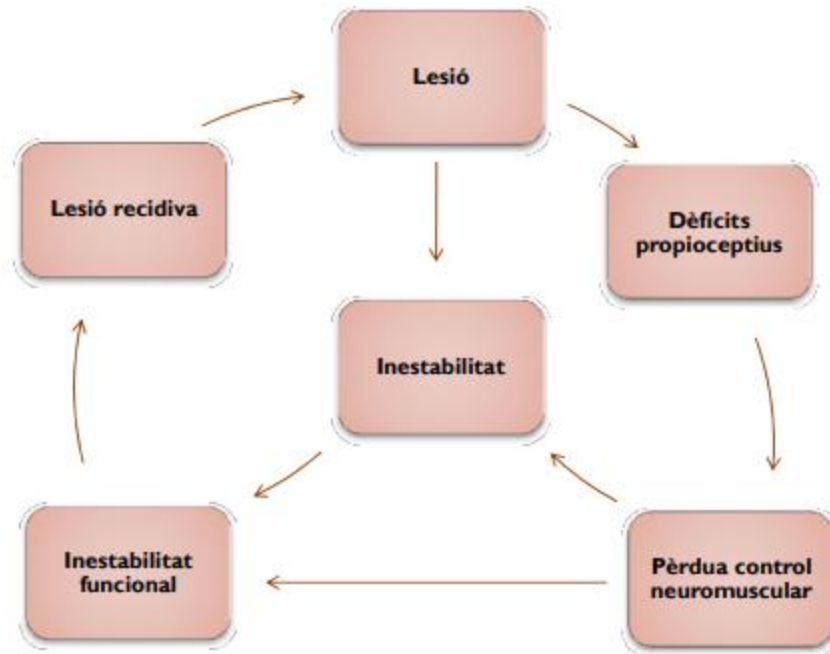 Lesió
Lesió recidiva
Dèficits
propioceptius
Inestabilitat
Inestabilitat
funcional
Pèrdua control
neuromuscular